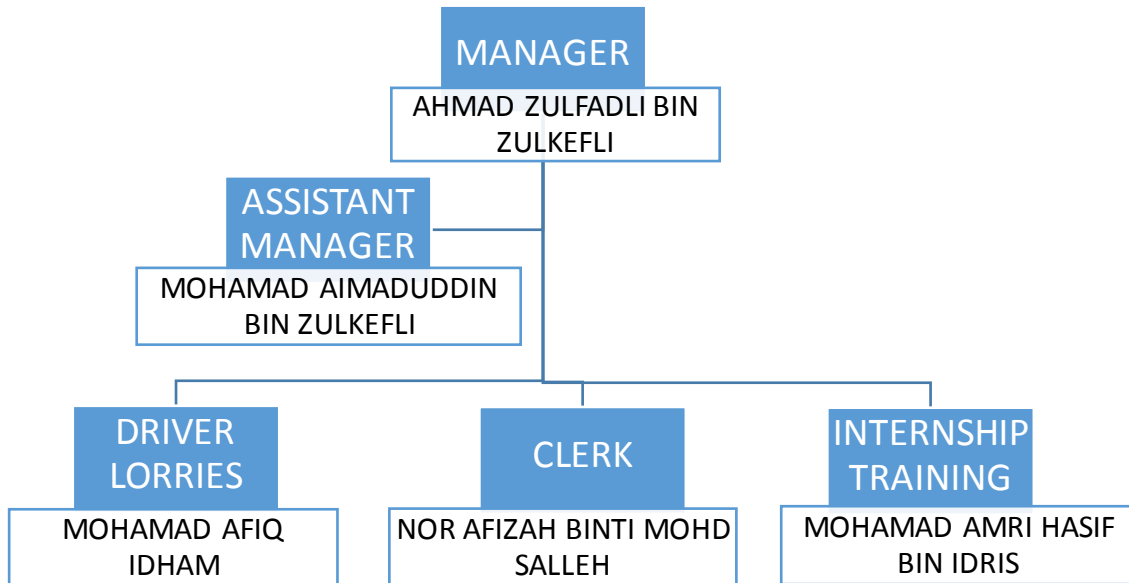 MANAGER
AHMAD ZULFADLI BIN
ZULKEFLI
ASSISTANT
MANAGER
MOHAMAD AIMADUDDIN
BIN ZULKEFLI
DRIVER
LORRIES
MOHAMAD AFIQ
IDHAM
CLERK
NOR AFIZAH BINTI MOHD
SALLEH
INTERNSHIP
TRAINING
MOHAMAD AMRI HASIF
BIN IDRIS